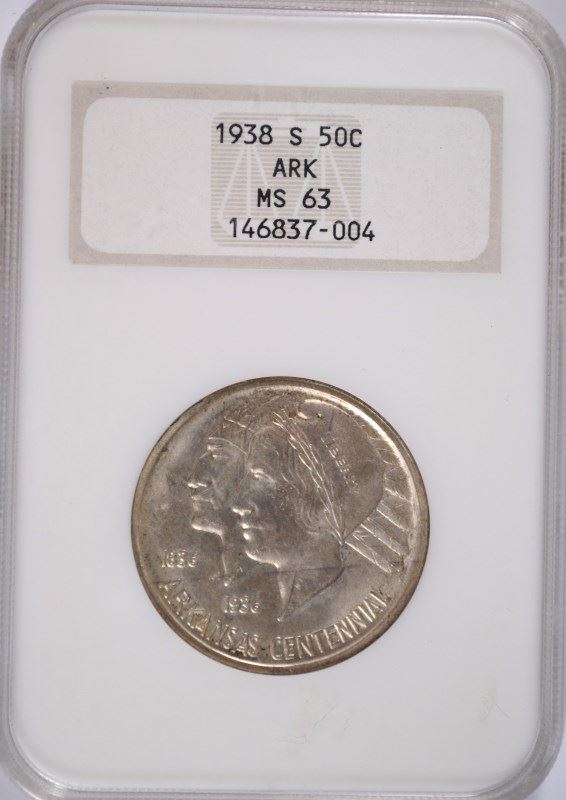 1938 S 50C
ARK
MS 63
146837-004
LIBERTY
1836
1936
ARKANSAS-CENTENNIAL